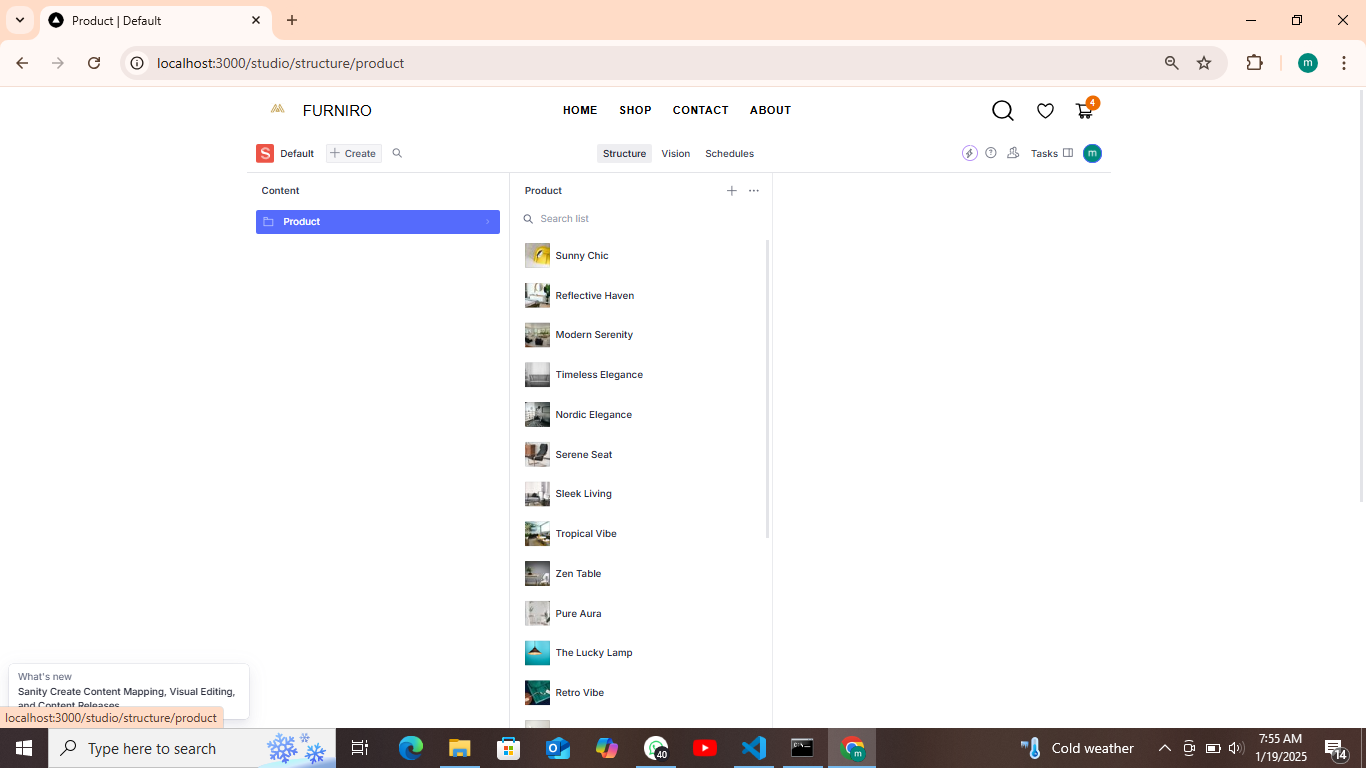 Product | Default
localhost:3000/studio/structure/product
m
FURNIRO
HOME SHOP CONTACT ABOUT
4
S Default Create
Structure Vision Schedules
Tasks m
Content
Product
Product
Search list
Sunny Chic
Reflective Haven
Modern Serenity
Timeless Elegance
Nordic Elegance
Serene Seat
Sleek Living
Tropical Vibe
Zen Table
Pure Aura
The Lucky Lamp
Retro Vibe
What's new
Sanity Create Content Mapping, Visual Editing,
and Content Releases
localhost:3000/studio/structure/product
Type here to search
40
m
Cold weather
7:55 AM
1/19/2025
14